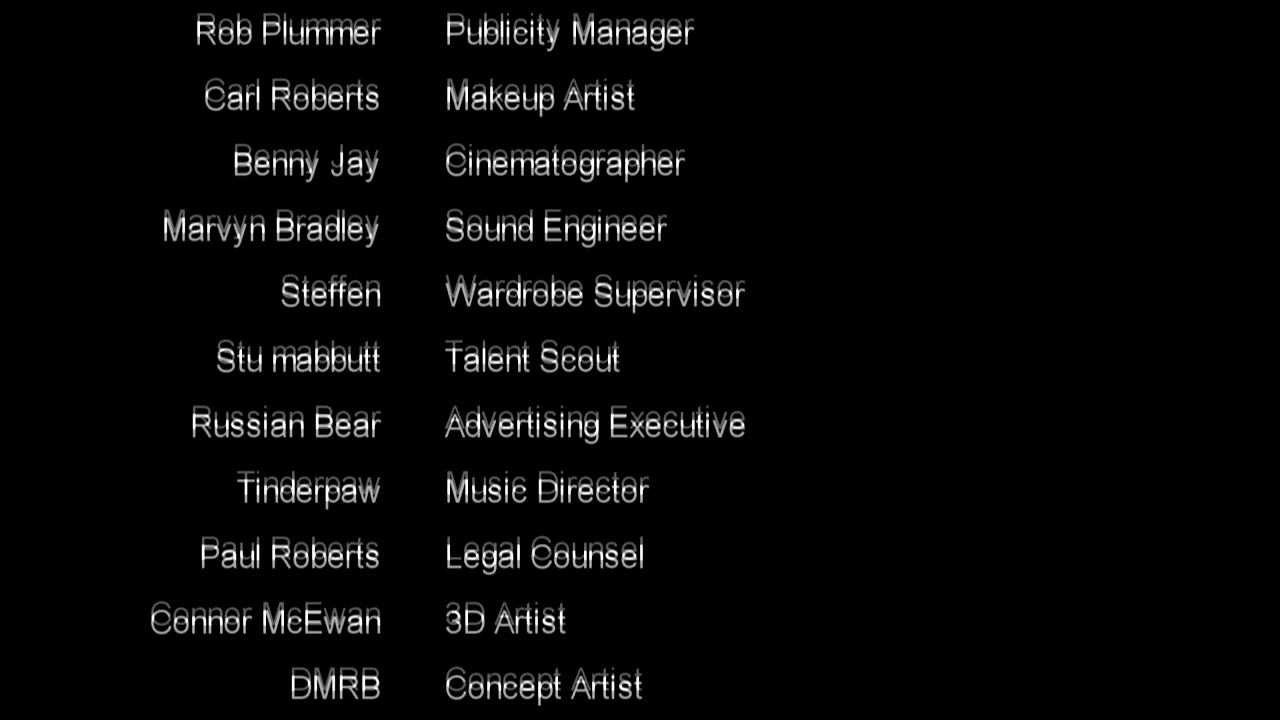 Rob Plummer Publicity Manager
Carl Roberts Makeup Artist
Benny Jay Cinematographer
Marvyn Bradley Sound Engineer
Steffen Wardrobe Supervisor
Stu mabbutt Talent Scout
Russian Bear Advertising Executive
Tinderpaw Music Director
Paul Roberts Legal Counsel
Connor McEwan 3D Artist
DMRB Concept Artist